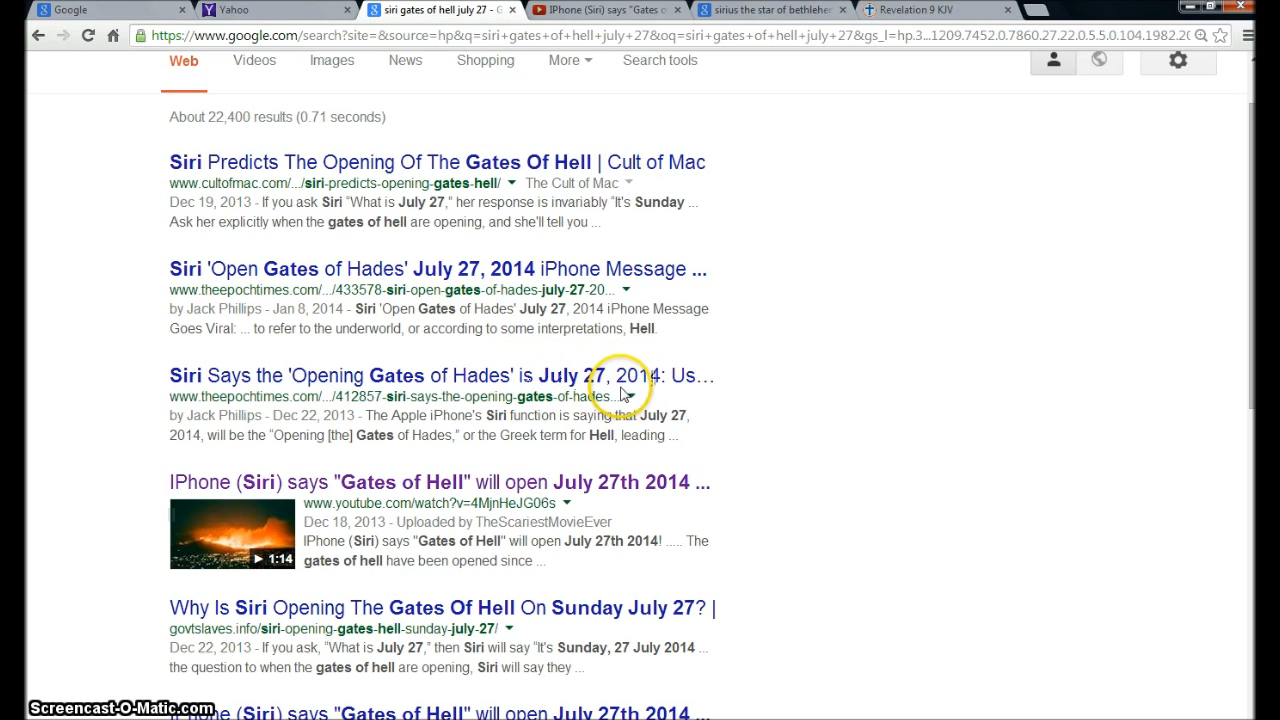 Google
Yahoo
siri gates of hell july 27 - G
IPhone (Siri) says "Gates o
sirius the star of bethleher
Revelation 9 KJV
https://www.google.com/search?site=&source=hp&q=siri+gates+of+hell+july+27&oq=siri+gates+of+hell+july+27&gs_l=hp.3...1209.7452.0.7860.27.22.0.5.5.0.104.1982.20
Web Videos Images News Shopping More Search tools
About 22,400 results (0.71 seconds)
Siri Predicts The Opening Of The Gates Of Hell | Cult of Mac
www.cultofmac.com/.../siri-predicts-opening-gates-hell/ The Cult of Mac
Dec 19, 2013 - If you ask Siri “What is July 27,” her response is invariably “It's Sunday ...
Ask her explicitly when the gates of hell are opening, and she'll tell you ...
Siri 'Open Gates of Hades' July 27, 2014 iPhone Message ...
www.theepochtimes.com/.../433578-siri-open-gates-of-hades-july-27-20...
by Jack Phillips - Jan 8, 2014 - Siri 'Open Gates of Hades' July 27, 2014 iPhone Message
Goes Viral: ... to refer to the underworld, or according to some interpretations, Hell.
Siri Says the 'Opening Gates of Hades' is July 27, 2014: Us...
www.theepochtimes.com/.../412857-siri-says-the-opening-gates-of-hades...
by Jack Phillips - Dec 22, 2013 - The Apple iPhone's Siri function is saying that July 27,
2014, will be the “Opening [the] Gates of Hades,” or the Greek term for Hell, leading ...
IPhone (Siri) says "Gates of Hell" will open July 27th 2014 ...
www.youtube.com/watch?v=4MjnHeJG06s
Dec 18, 2013 - Uploaded by TheScariestMovieEver
IPhone (Siri) says "Gates of Hell" will open July 27th 2014! ..... The
gates of hell have been opened since ...
1:14
Why Is Siri Opening The Gates Of Hell On Sunday July 27? |
govtslaves.info/siri-opening-gates-hell-sunday-july-27/
Dec 22, 2013 - If you ask, “What is July 27,” then Siri will say “It's Sunday, 27 July 2014 ...
the question to when the gates of hell are opening, Siri will say they ...
IPhone (Siri) says "Gates of Hell" will open July 27th 2014 ...
Screencast-O-Matic.com